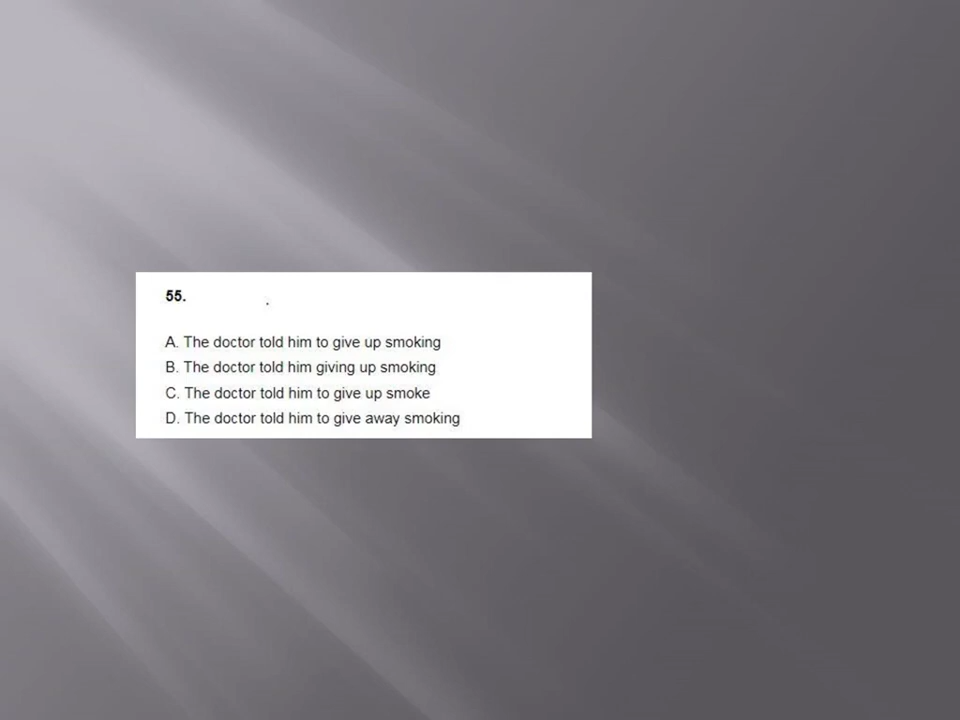 55. .
A. The doctor told him to give up smoking
B. The doctor told him giving up smoking
C. The doctor told him to give up smoke
D. The doctor told him to give away smoking